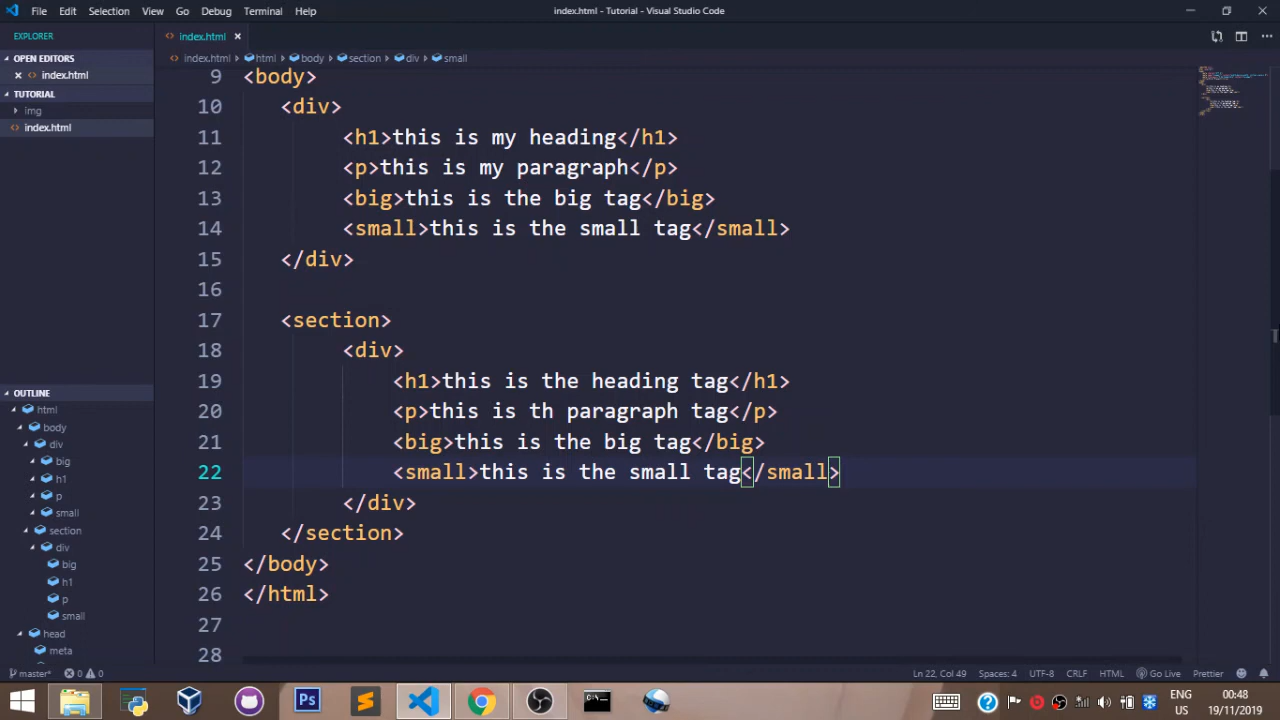 File Edit Selection View Go Debug Terminal Help
index.html - Tutorial - Visual Studio Code
EXPLORER
OPEN EDITORS
index.html
TUTORIAL
img
index.html
OUTLINE
html
body
div
big
h1
p
small
section
div
big
h1
p
small
head
meta
index.html
index.html › html › body › section › div › small
9 <body>
10 <div>
11 <h1>this is my heading</h1>
12 <p>this is my paragraph</p>
13 <big>this is the big tag</big>
14 <small>this is the small tag</small>
15 </div>
16
17 <section>
18 <div>
19 <h1>this is the heading tag</h1>
20 <p>this is th paragraph tag</p>
21 <big>this is the big tag</big>
22 <small>this is the small tag</small>
23 </div>
24 </section>
25 </body>
26 </html>
27
28
master* 0 0
Ln 22, Col 49 Spaces: 4 UTF-8 CRLF HTML Go Live Prettier
Ps
ENG
US
00:48
19/11/2019